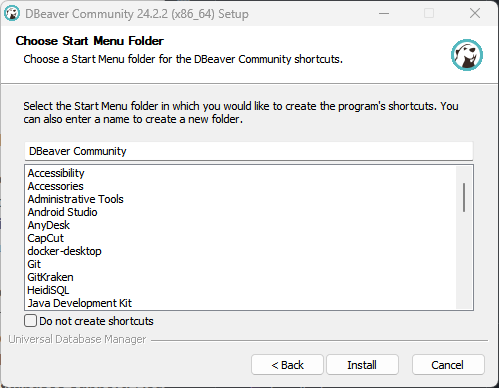 DBeaver Community 24.2.2 (x86_64) Setup
Choose Start Menu Folder
Choose a Start Menu folder for the DBeaver Community shortcuts.
Select the Start Menu folder in which you would like to create the program's shortcuts. You
can also enter a name to create a new folder.
DBeaver Community
Accessibility
Accessories
Administrative Tools
Android Studio
AnyDesk
CapCut
docker-desktop
Git
GitKraken
HeidiSQL
Java Development Kit
Do not create shortcuts
Universal Database Manager
< Back
Install
Cancel